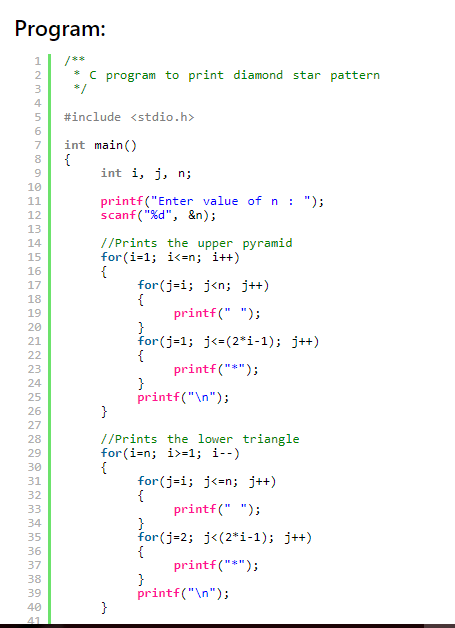 Program:
1 /**
2 * C program to print diamond star pattern
3 */
4
5 #include <stdio.h>
6
7 int main()
8 {
9 int i, j, n;
10
11 printf("Enter value of n : ");
12 scanf("%d", &n);
13
14 //Prints the upper pyramid
15 for(i=1; i<=n; i++)
16 {
17 for(j=i; j<n; j++)
18 {
19 printf(" ");
20 }
21 for(j=1; j<=(2*i-1); j++)
22 {
23 printf("*");
24 }
25 printf("\n");
26 }
27
28 //Prints the lower triangle
29 for(i=n; i>=1; i--)
30 {
31 for(j=i; j<=n; j++)
32 {
33 printf(" ");
34 }
35 for(j=2; j<(2*i-1); j++)
36 {
37 printf("*");
38 }
39 printf("\n");
40 }
41